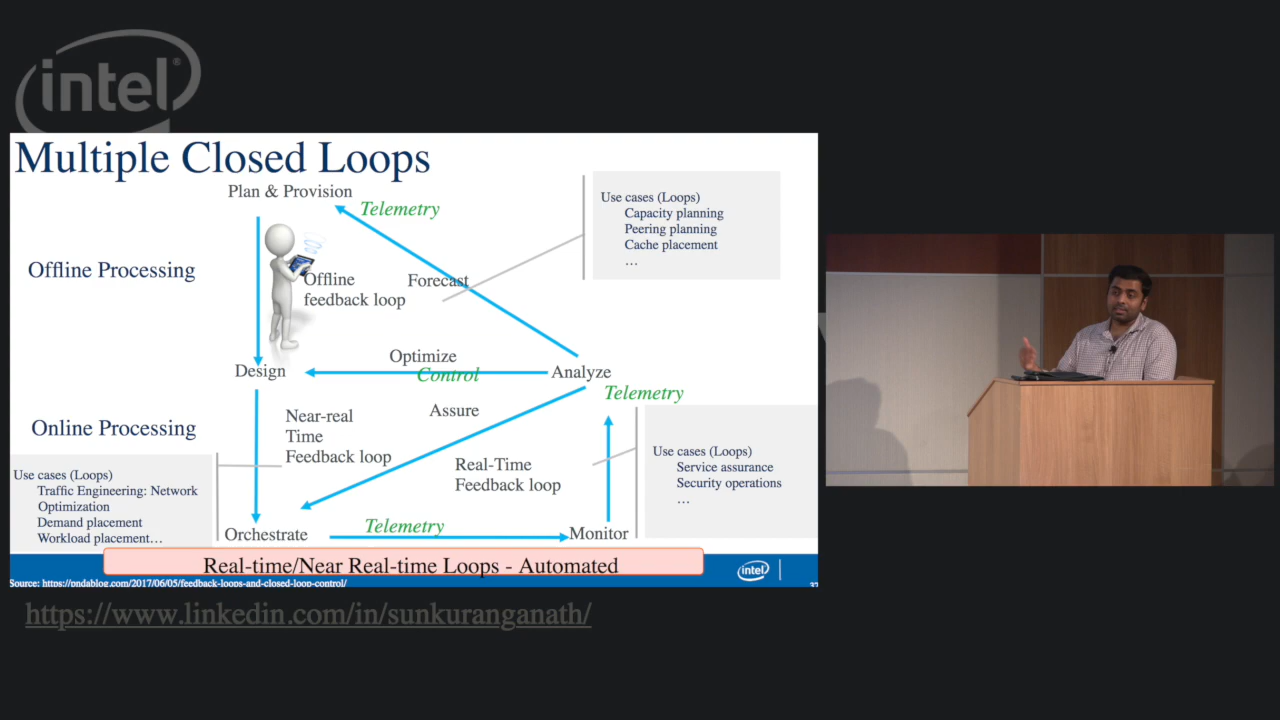 intel®
Multiple Closed Loops
Plan & Provision
Telemetry
Use cases (Loops)
Capacity planning
Peering planning
Cache placement
…
Offline Processing
Offline
feedback loop
Forecast
Optimize
Design
Control
Analyze
Telemetry
Assure
Online Processing
Near-real
Time
Feedback loop
Real-Time
Feedback loop
Use cases (Loops)
Service assurance
Security operations
…
Use cases (Loops)
Traffic Engineering: Network
Optimization
Demand placement
Workload placement…
Orchestrate
Telemetry
Monitor
Real-time/Near Real-time Loops - Automated
intel
Source: https://pndablog.com/2017/06/05/feedback-loops-and-closed-loop-control/
https://www.linkedin.com/in/sunkuranganath/